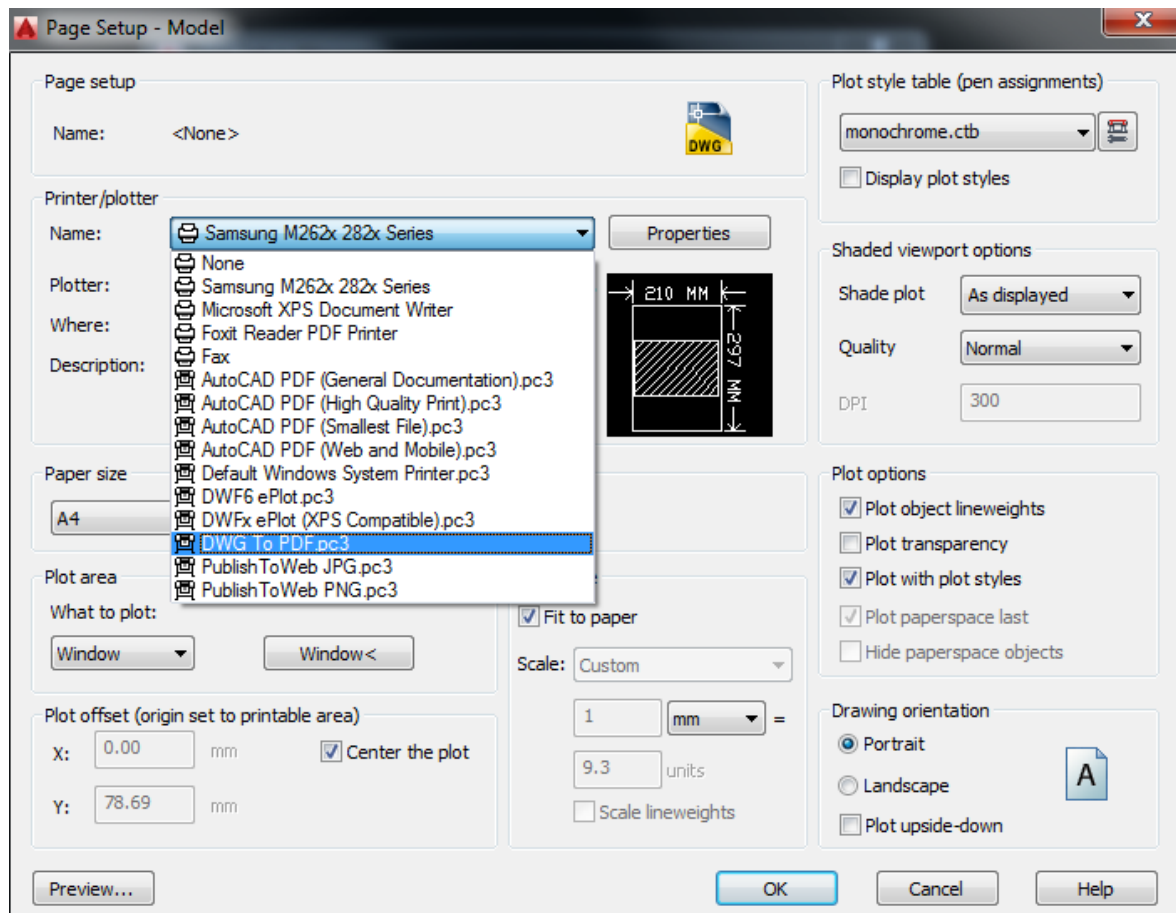 Page Setup - Model
Page setup
Name: <None>
DWG
Plot style table (pen assignments)
monochrome.ctb
Display plot styles
Printer/plotter
Name: Samsung M262x 282x Series Properties
None
Samsung M262x 282x Series
Microsoft XPS Document Writer
Foxit Reader PDF Printer
Fax
AutoCAD PDF (General Documentation).pc3
AutoCAD PDF (High Quality Print).pc3
AutoCAD PDF (Smallest File).pc3
AutoCAD PDF (Web and Mobile).pc3
Default Windows System Printer.pc3
DWF6 ePlot.pc3
DWFx ePlot (XPS Compatible).pc3
DWG To PDF.pc3
PublishToWeb JPG.pc3
PublishToWeb PNG.pc3
Plotter:
Where:
Description:
210 MM
297 MM
Shaded viewport options
Shade plot As displayed
Quality Normal
DPI 300
Paper size
A4
Plot options
Plot object lineweights
Plot transparency
Plot with plot styles
Plot paperspace last
Hide paperspace objects
Plot area
What to plot:
Window Window<
Fit to paper
Scale: Custom
1 mm =
9.3 units
Scale lineweights
Plot offset (origin set to printable area)
X: 0.00 mm Center the plot
Y: 78.69 mm
Drawing orientation
Portrait
Landscape
Plot upside-down
A
Preview... OK Cancel Help